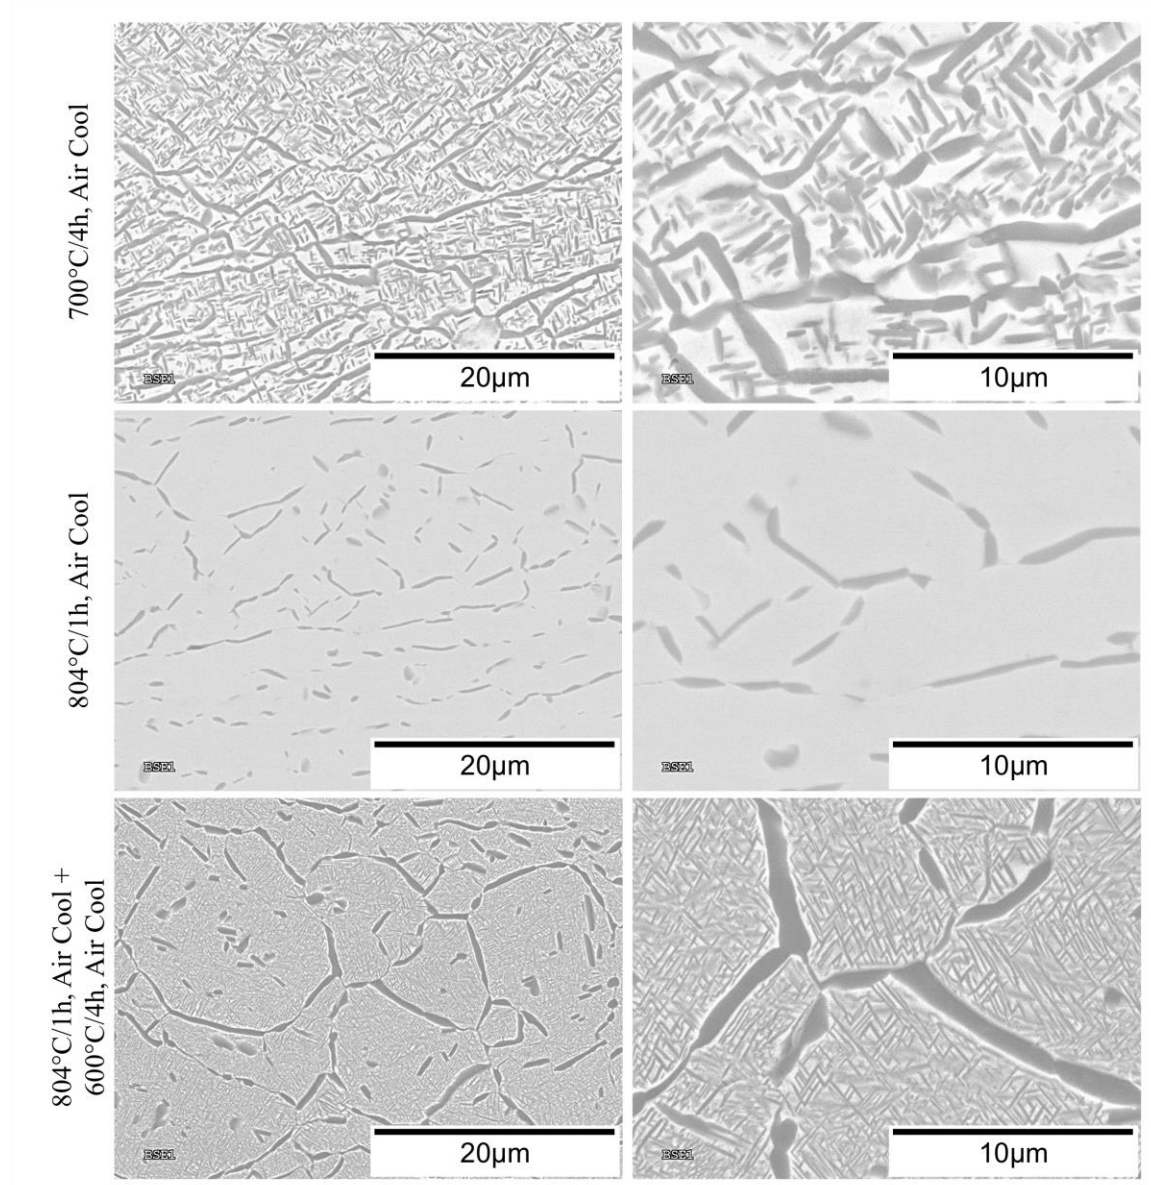 700°C/4h, Air Cool
BSE1
20µm
BSE1
10µm
804°C/1h, Air Cool
BSE1
20µm
BSE1
10µm
804°C/1h, Air Cool +
600°C/4h, Air Cool
BSE1
20µm
BSE1
10µm